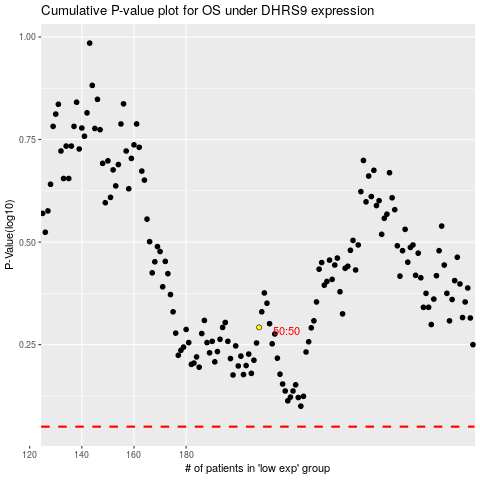 Cumulative P-value plot for OS under DHRS9 expression
P-Value(log10)
1.00
0.75
0.50
0.25
50:50
120 140 160 180
# of patients in 'low exp' group